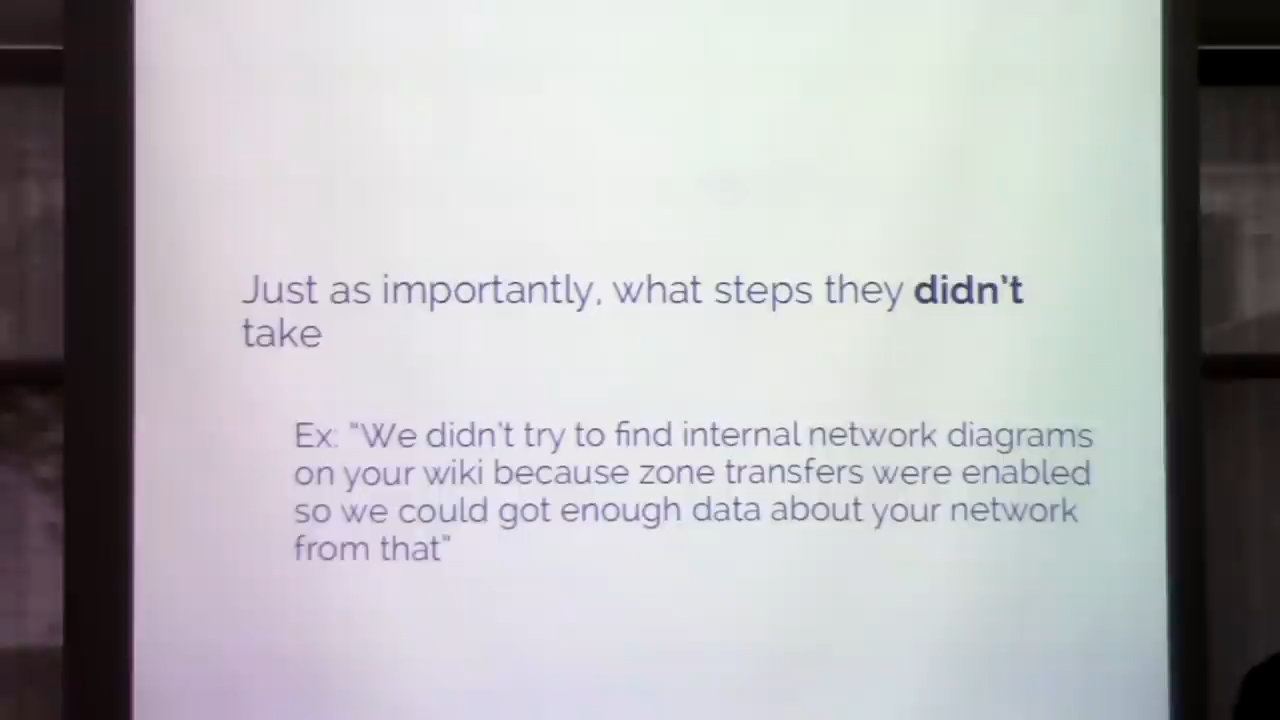 Just as importantly, what steps they didn't
take
Ex: "We didn't try to find internal network diagrams
on your wiki because zone transfers were enabled
so we could got enough data about your network
from that"